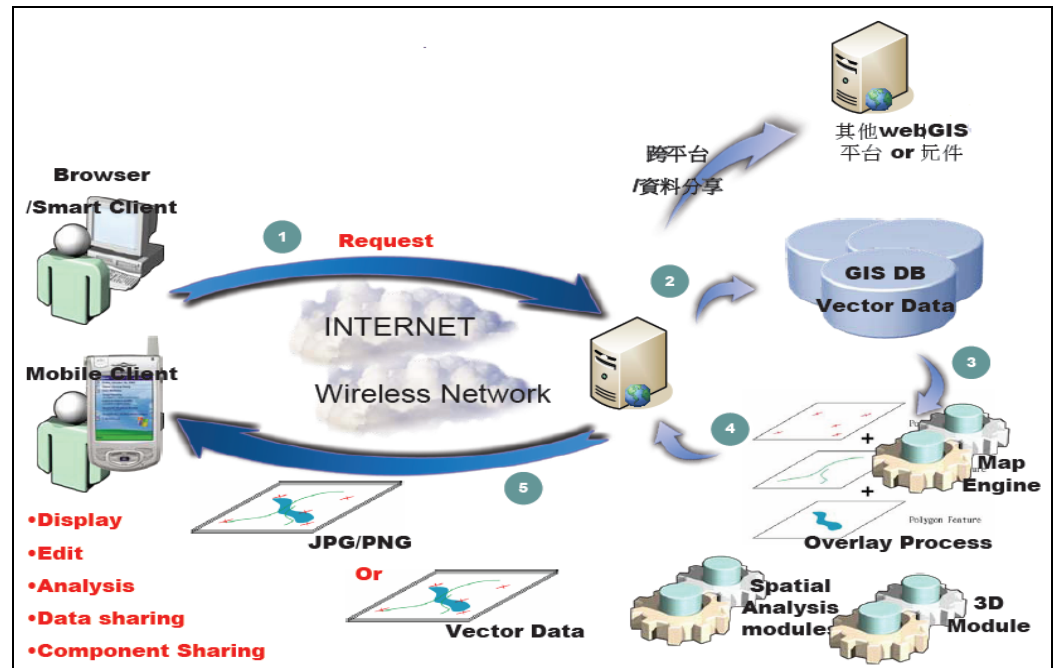 Browser
/Smart Client
1
Request
INTERNET
Wireless Network
跨平台
/資料分享
其他webGIS
平台 or 元件
2
GIS DB
Vector Data
3
4
+
+
Map
Engine
Polygon Feature
Overlay Process
Mobile Client
5
JPG/PNG
Or
Vector Data
•Display
•Edit
•Analysis
•Data sharing
•Component Sharing
Spatial
Analysis
modules
3D
Module